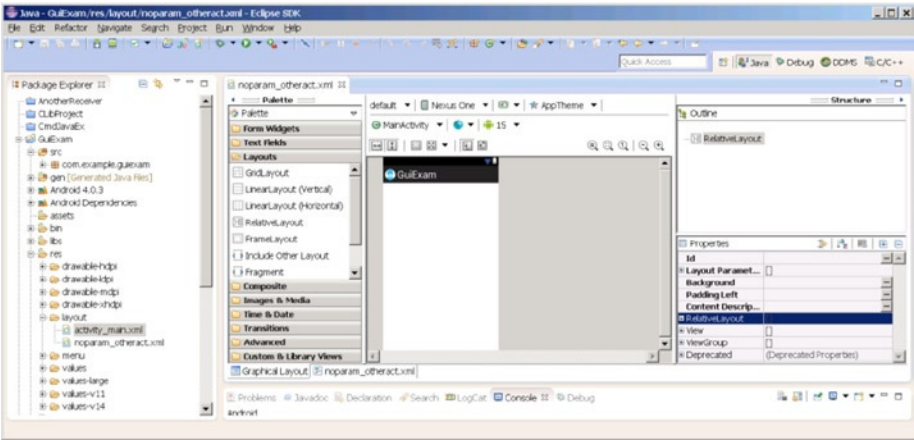 Java - GuiExam/res/layout/noparam_otheract.xml - Eclipse SDK
File Edit Refactor Navigate Search Project Run Window Help
Quick Access
Java Debug DDMS C/C++
Package Explorer
AnotherReceiver
CLibProject
CmdJavaEx
GuiExam
src
com.example.guiexam
gen [Generated Java Files]
Android 4.0.3
Android Dependencies
assets
bin
libs
res
drawable-hdpi
drawable-ldpi
drawable-mdpi
drawable-xhdpi
layout
activity_main.xml
noparam_otheract.xml
menu
values
values-large
values-v11
values-v14
noparam_otheract.xml
Palette
Palette
Form Widgets
Text Fields
Layouts
GridLayout
LinearLayout (Vertical)
LinearLayout (Horizontal)
RelativeLayout
FrameLayout
Include Other Layout
Fragment
Composite
Images & Media
Time & Date
Transitions
Advanced
Custom & Library Views
default Nexus One AppTheme
MainActivity 15
GuiExam
Graphical Layout noparam_otheract.xml
Structure
Outline
RelativeLayout
Properties
Id
Layout Paramet... []
Background
Padding Left
Content Descrip...
RelativeLayout []
View []
ViewGroup []
Deprecated (Deprecated Properties)
Problems Javadoc Declaration Search LogCat Console Debug
Android